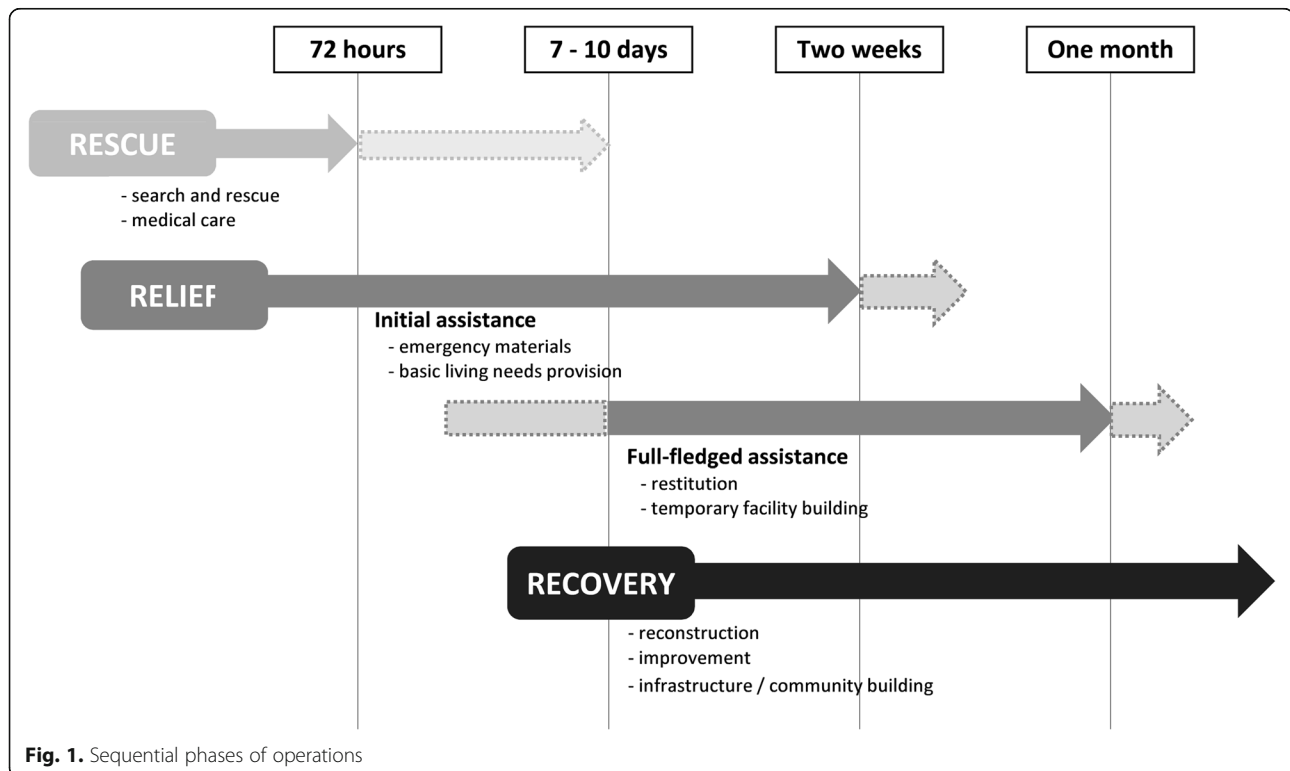 72 hours
7 - 10 days
Two weeks
One month
RESCUE
- search and rescue
- medical care
RELIEF
Initial assistance
- emergency materials
- basic living needs provision
Full-fledged assistance
- restitution
- temporary facility building
RECOVERY
- reconstruction
- improvement
- infrastructure / community building
Fig. 1. Sequential phases of operations